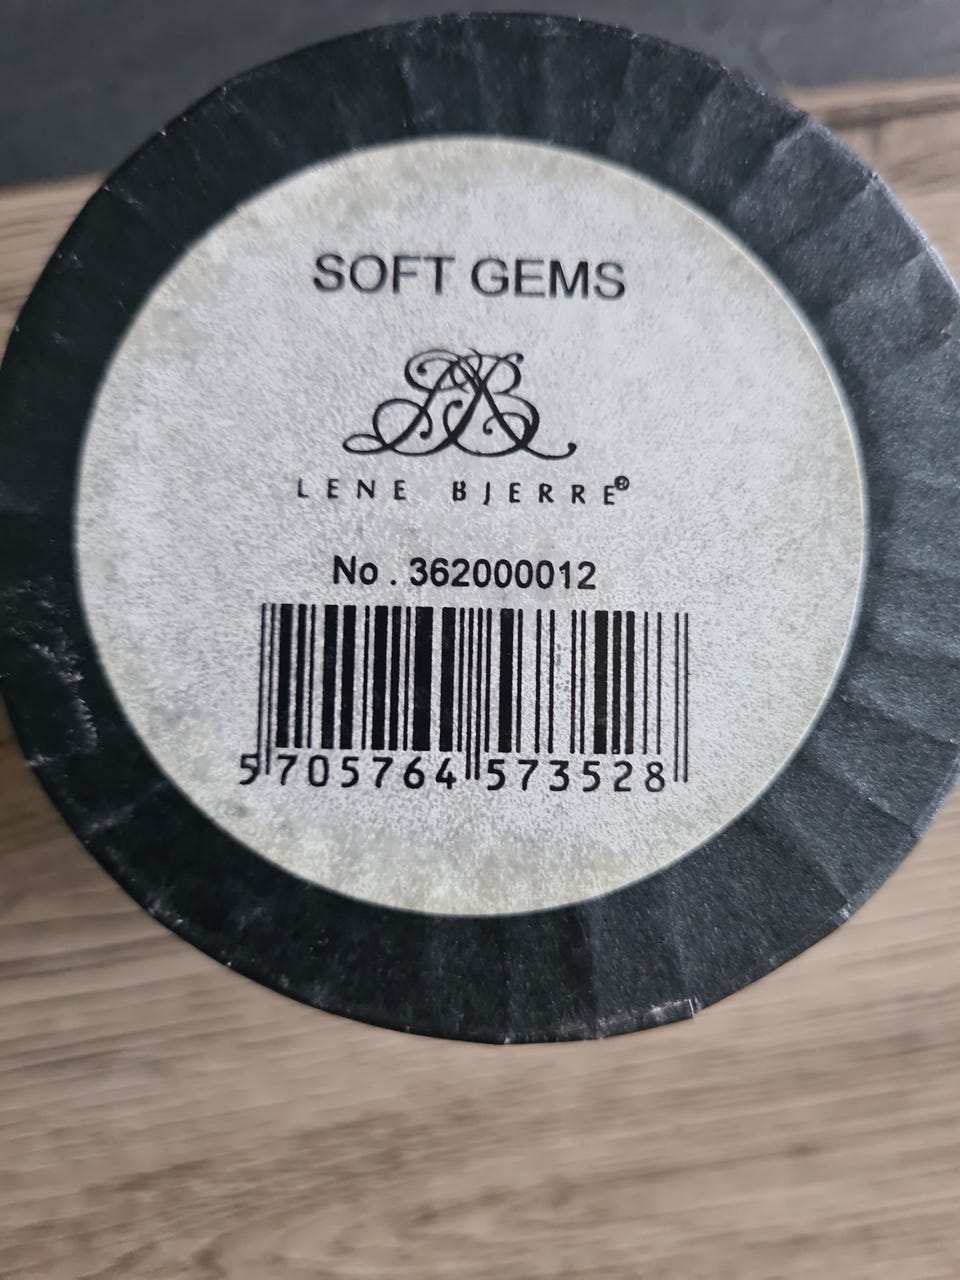 SOFT GEMS
LENE BJERRE®
No . 362000012
5 705764 573528